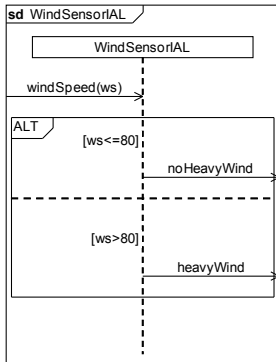 sd WindSensorIAL
WindSensorIAL
windSpeed(ws)
ALT
[ws<=80]
noHeavyWind
[ws>80]
heavyWind